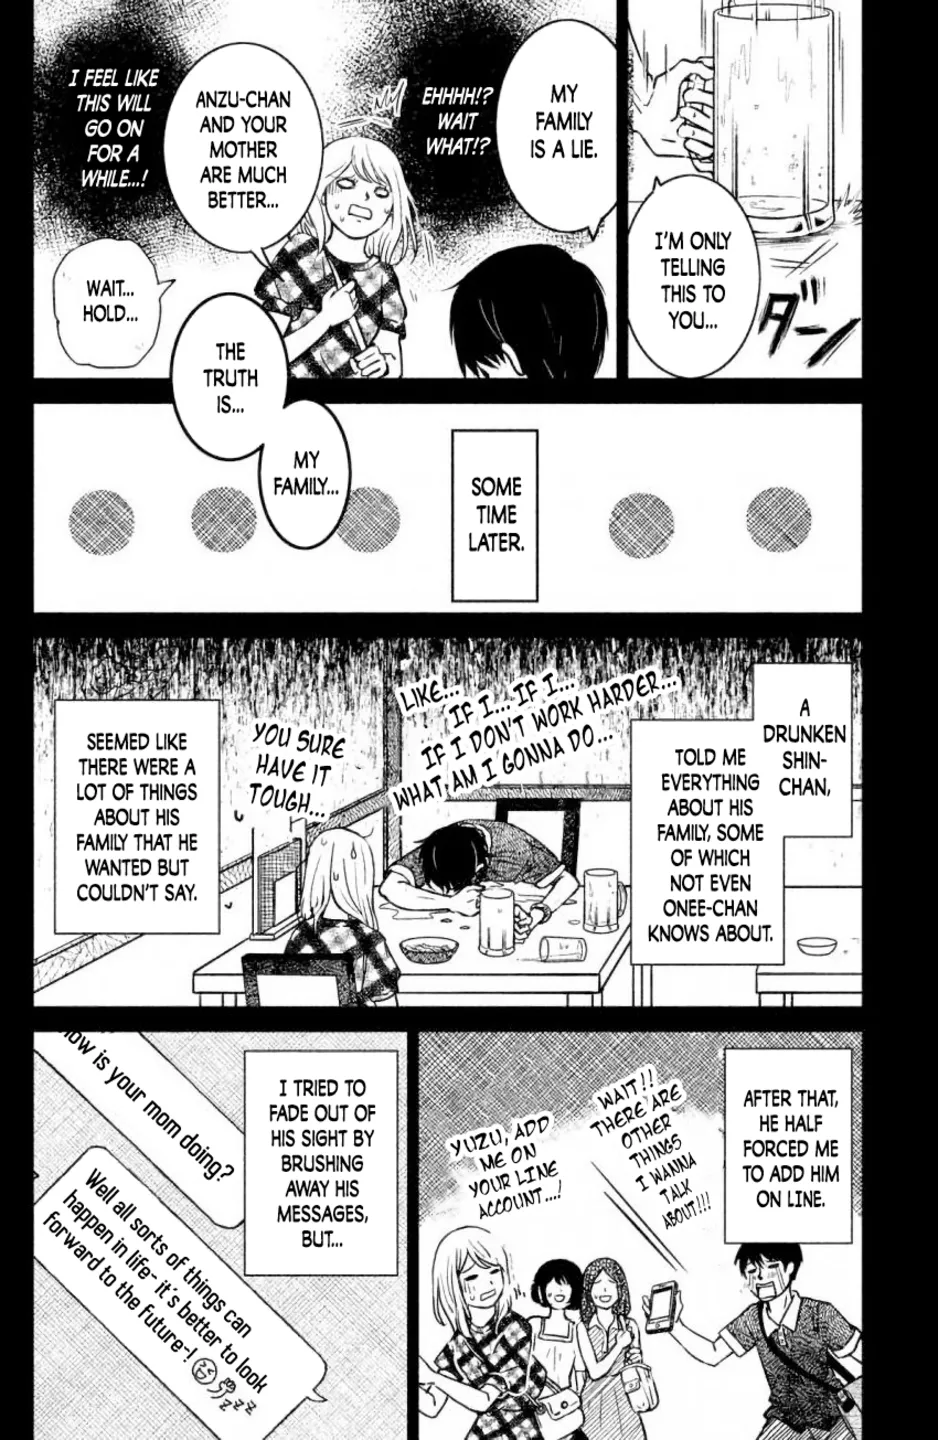 I'M ONLY
TELLING
THIS TO
YOU...
ダーン
MY
FAMILY
IS A LIE.
EHHHH!?
WAIT
WHAT!?
ANZU-CHAN
AND YOUR
MOTHER
ARE MUCH
BETTER...
I FEEL LIKE
THIS WILL
GO ON
FOR A
WHILE...!
WAIT...
HOLD...
THE
TRUTH
IS...
MY
FAMILY...
SOME
TIME
LATER.
A
DRUNKEN
SHIN-
CHAN,
TOLD ME
EVERYTHING
ABOUT HIS
FAMILY, SOME
OF WHICH
NOT EVEN
ONEE-CHAN
KNOWS ABOUT.
LIKE...
IF I... IF I...
IF I DON'T WORK HARDER...
WHAT AM I GONNA DO...
YOU SURE
HAVE IT
TOUGH...
SEEMED LIKE
THERE WERE A
LOT OF THINGS
ABOUT HIS
FAMILY THAT HE
WANTED BUT
COULDN'T SAY.
AFTER THAT,
HE HALF
FORCED ME
TO ADD HIM
ON LINE.
WAIT!!
THERE ARE
OTHER
THINGS
I WANNA
TALK
ABOUT!!!
YUZU, ADD
ME ON
YOUR LINE
ACCOUNT...!
I TRIED TO
FADE OUT OF
HIS SIGHT BY
BRUSHING
AWAY HIS
MESSAGES,
BUT...
how is your mom doing?
Well all sorts of things can
happen in life- it's better to look
forward to the future-!